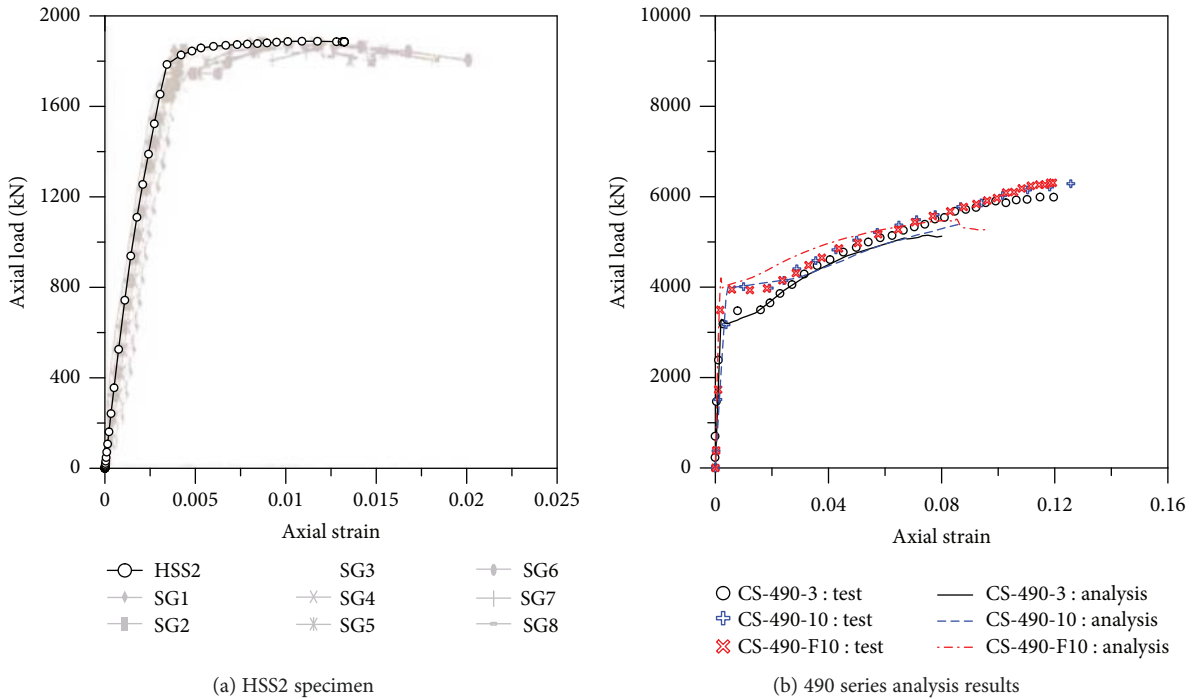 2000
1600
1200
800
400
0
Axial load (kN)
0
0.005
0.010
0.015
0.020
0.025
Axial strain
HSS2
SG1
SG2
SG3
SG4
SG5
SG6
SG7
SG8
(a) HSS2 specimen
10000
8000
6000
4000
2000
0
Axial load (kN)
0
0.04
0.08
0.12
0.16
Axial strain
CS-490-3 : test
CS-490-10 : test
CS-490-F10 : test
CS-490-3 : analysis
CS-490-10 : analysis
CS-490-F10 : analysis
(b) 490 series analysis results